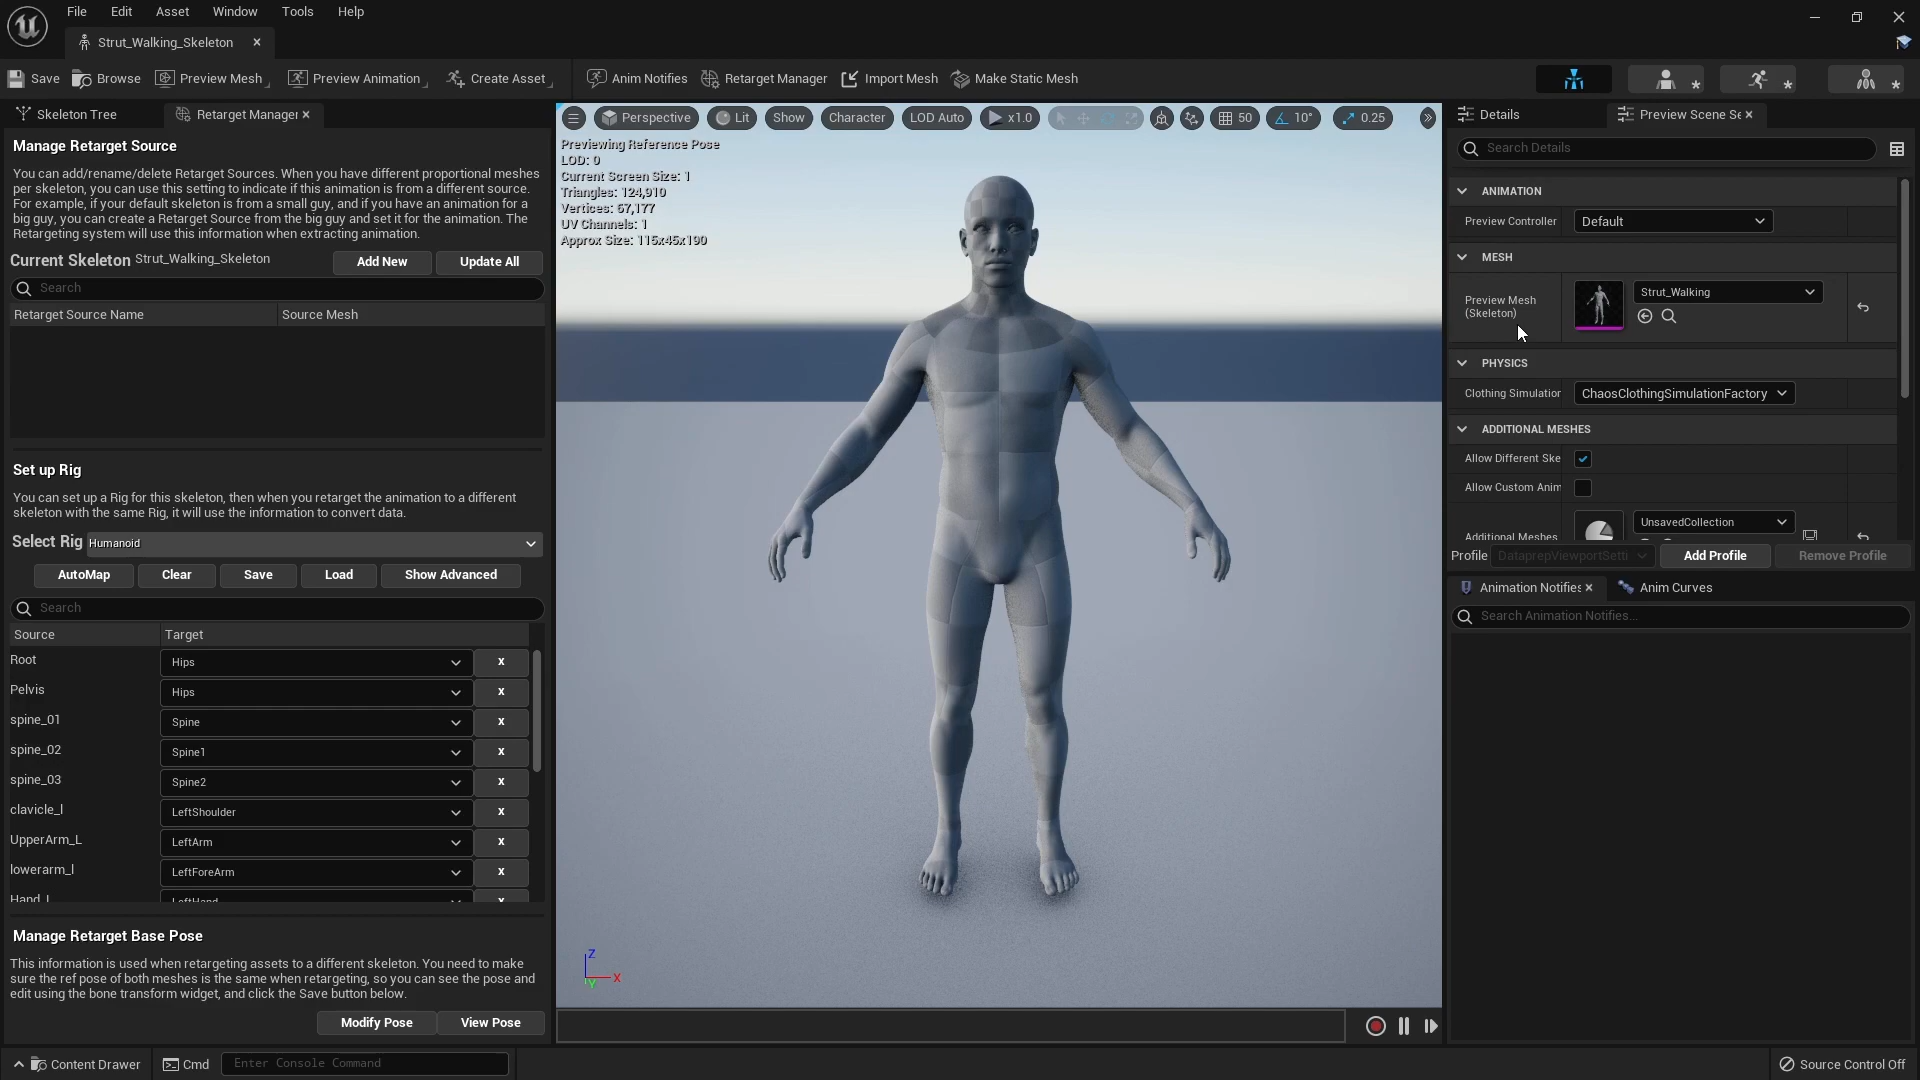 File Edit Asset Window Tools Help
Strut_Walking_Skeleton
Save Browse Preview Mesh Preview Animation Create Asset Anim Notifies Retarget Manager Import Mesh Make Static Mesh
Skeleton Tree
Retarget Manager
Manage Retarget Source
You can add/rename/delete Retarget Sources. When you have different proportional meshes
per skeleton, you can use this setting to indicate if this animation is from a different source.
For example, if your default skeleton is from a small guy, and if you have an animation for a
big guy, you can create a Retarget Source from the big guy and set it for the animation. The
Retargeting system will use this information when extracting animation.
Current Skeleton Strut_Walking_Skeleton Add New Update All
Search
Retarget Source Name Source Mesh
Set up Rig
You can set up a Rig for this skeleton, then when you retarget the animation to a different
skeleton with the same Rig, it will use the information to convert data.
Select Rig Humanoid
AutoMap Clear Save Load Show Advanced
Search
Source Target
Root Hips x
Pelvis Hips x
spine_01 Spine x
spine_02 Spine1 x
spine_03 Spine2 x
clavicle_l LeftShoulder x
UpperArm_L LeftArm x
lowerarm_l LeftForeArm x
Hand_L LeftHand x
Manage Retarget Base Pose
This information is used when retargeting assets to a different skeleton. You need to make
sure the ref pose of both meshes is the same when retargeting, so you can see the pose and
edit using the bone transform widget, and click the Save button below.
Modify Pose View Pose
Perspective Lit Show Character LOD Auto x1.0 50 10° 0.25
Previewing Reference Pose
LOD: 0
Current Screen Size: 1
Triangles: 124,910
Vertices: 67,177
UV Channels: 1
Approx Size: 115x45x190
Z
X
Y
Details
Preview Scene Se
Search Details
ANIMATION
Preview Controller Default
MESH
Preview Mesh
(Skeleton)
Strut_Walking
PHYSICS
Clothing Simulation ChaosClothingSimulationFactory
ADDITIONAL MESHES
Allow Different Ske
Allow Custom Anim
Additional Meshes UnsavedCollection
Profile DataprepViewportSetti Add Profile Remove Profile
Animation Notifies Anim Curves
Search Animation Notifies...
Content Drawer Cmd Enter Console Command Source Control Off